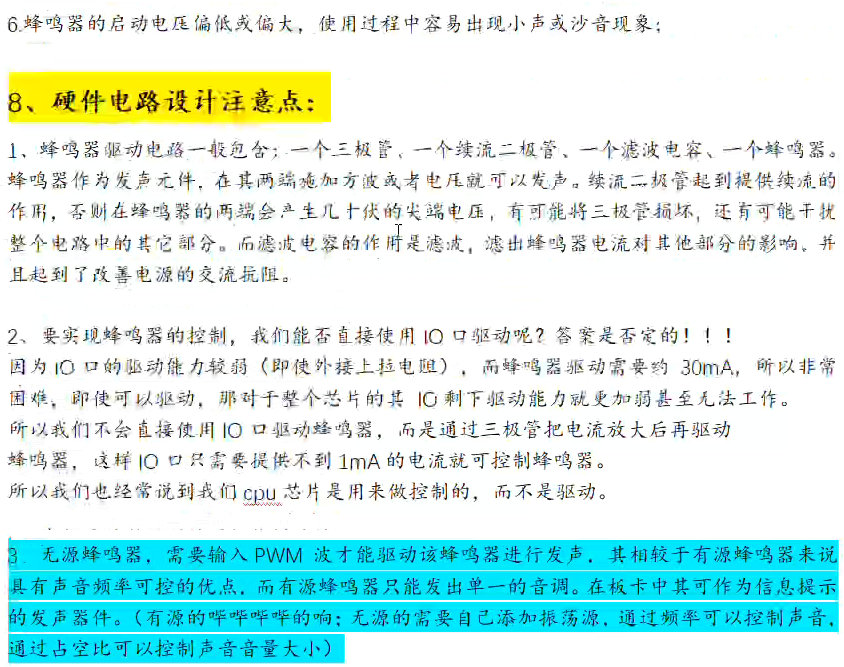 6.蜂鸣器的启动电压偏低或偏大，使用过程中容易出现小声或沙音现象；
8、硬件电路设计注意点：
1、蜂鸣器驱动电路一般包含：一个三极管、一个续流二极管、一个滤波电容、一个蜂鸣器。
蜂鸣器作为发声元件，在其两端施加方波或者电压就可以发声。续流二极管起到提供续流的
作用，否则在蜂鸣器的两端会产生几十伏的尖端电压，有可能将三极管损坏，还有可能干扰
整个电路中的其它部分。而滤波电容的作用是滤波，滤出蜂鸣器电流对其他部分的影响、并
且起到了改善电源的交流抗阻。
2、要实现蜂鸣器的控制，我们能否直接使用 IO 口驱动呢？答案是否定的！！！
因为 IO 口的驱动能力较弱（即使外接上拉电阻），而蜂鸣器驱动需要约 30mA，所以非常
困难，即使可以驱动，那对于整个芯片的其 IO 剩下驱动能力就更加弱甚至无法工作。
所以我们不会直接使用 IO 口驱动蜂鸣器，而是通过三极管把电流放大后再驱动
蜂鸣器，这样 IO 口只需要提供不到 1mA 的电流就可控制蜂鸣器。
所以我们也经常说到我们 cpu 芯片是用来做控制的，而不是驱动。
3、无源蜂鸣器，需要输入 PWM 波才能驱动该蜂鸣器进行发声，其相较于有源蜂鸣器来说
具有声音频率可控的优点，而有源蜂鸣器只能发出单一的音调。在板卡中其可作为信息提示
的发声器件。（有源的哔哔哔哔的响；无源的需要自己添加振荡源，通过频率可以控制声音，
通过占空比可以控制声音音量大小）